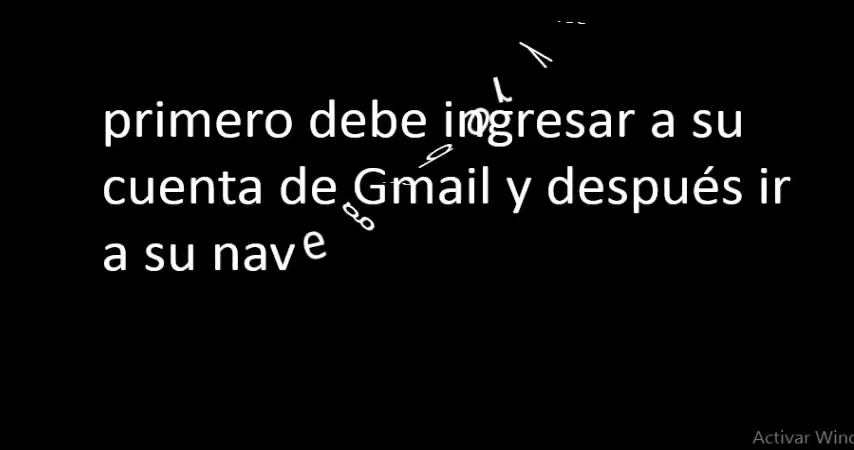 primero debe ingresar a su
cuenta de Gmail y después ir
a su nave
Activar Wind